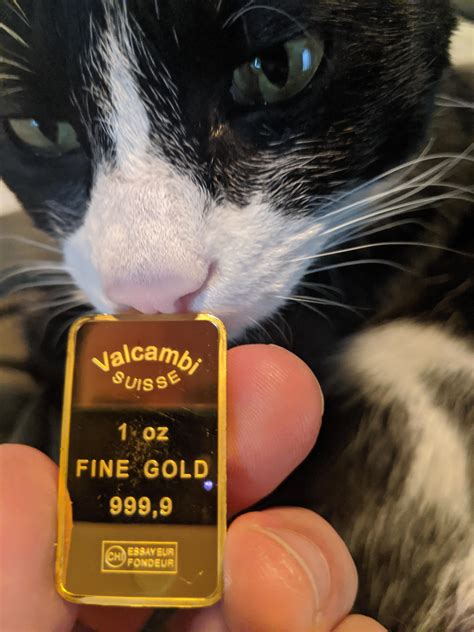 Valcambi
SUISSE
1 oz
FINE GOLD
999,9
CHI ESSAYEUR
FONDEUR